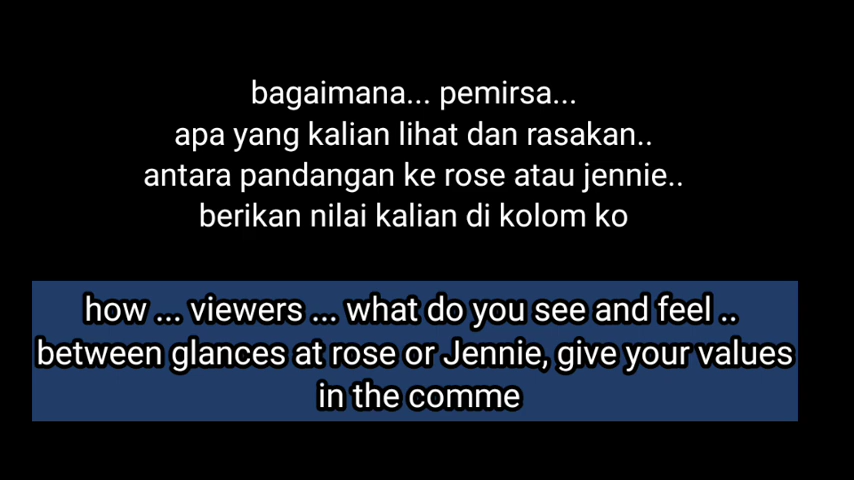 bagaimana... pemirsa...
apa yang kalian lihat dan rasakan..
antara pandangan ke rose atau jennie..
berikan nilai kalian di kolom ko
how ... viewers ... what do you see and feel ..
between glances at rose or Jennie, give your values
in the comme